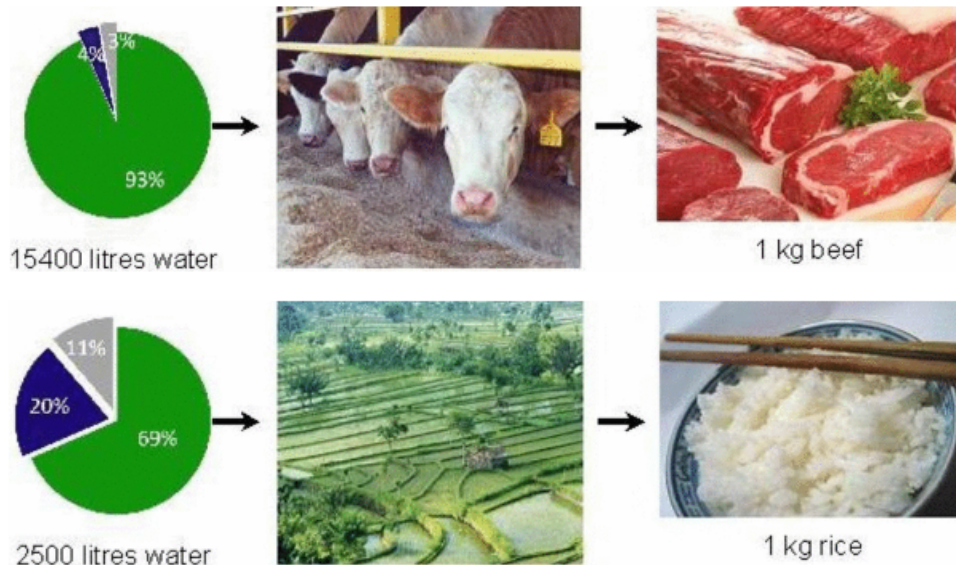 4%
3%
93%
15400 litres water
1 kg beef
11%
20%
69%
2500 litres water
1 kg rice